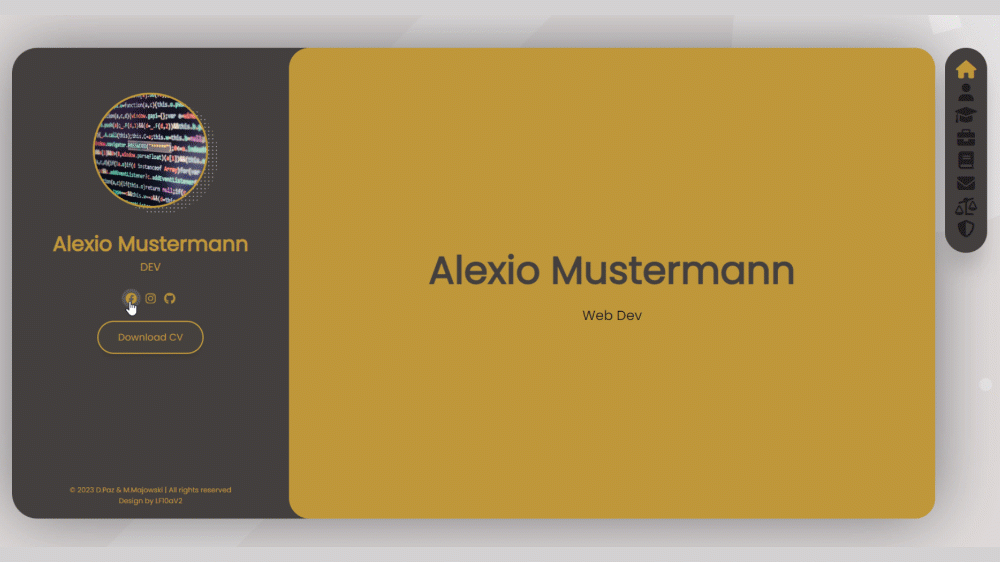 Alexio Mustermann
DEV
Download CV
© 2023 D.Paz & M.Majowski | All rights reserved
Design by LF10aV2
Alexio Mustermann
Web Dev